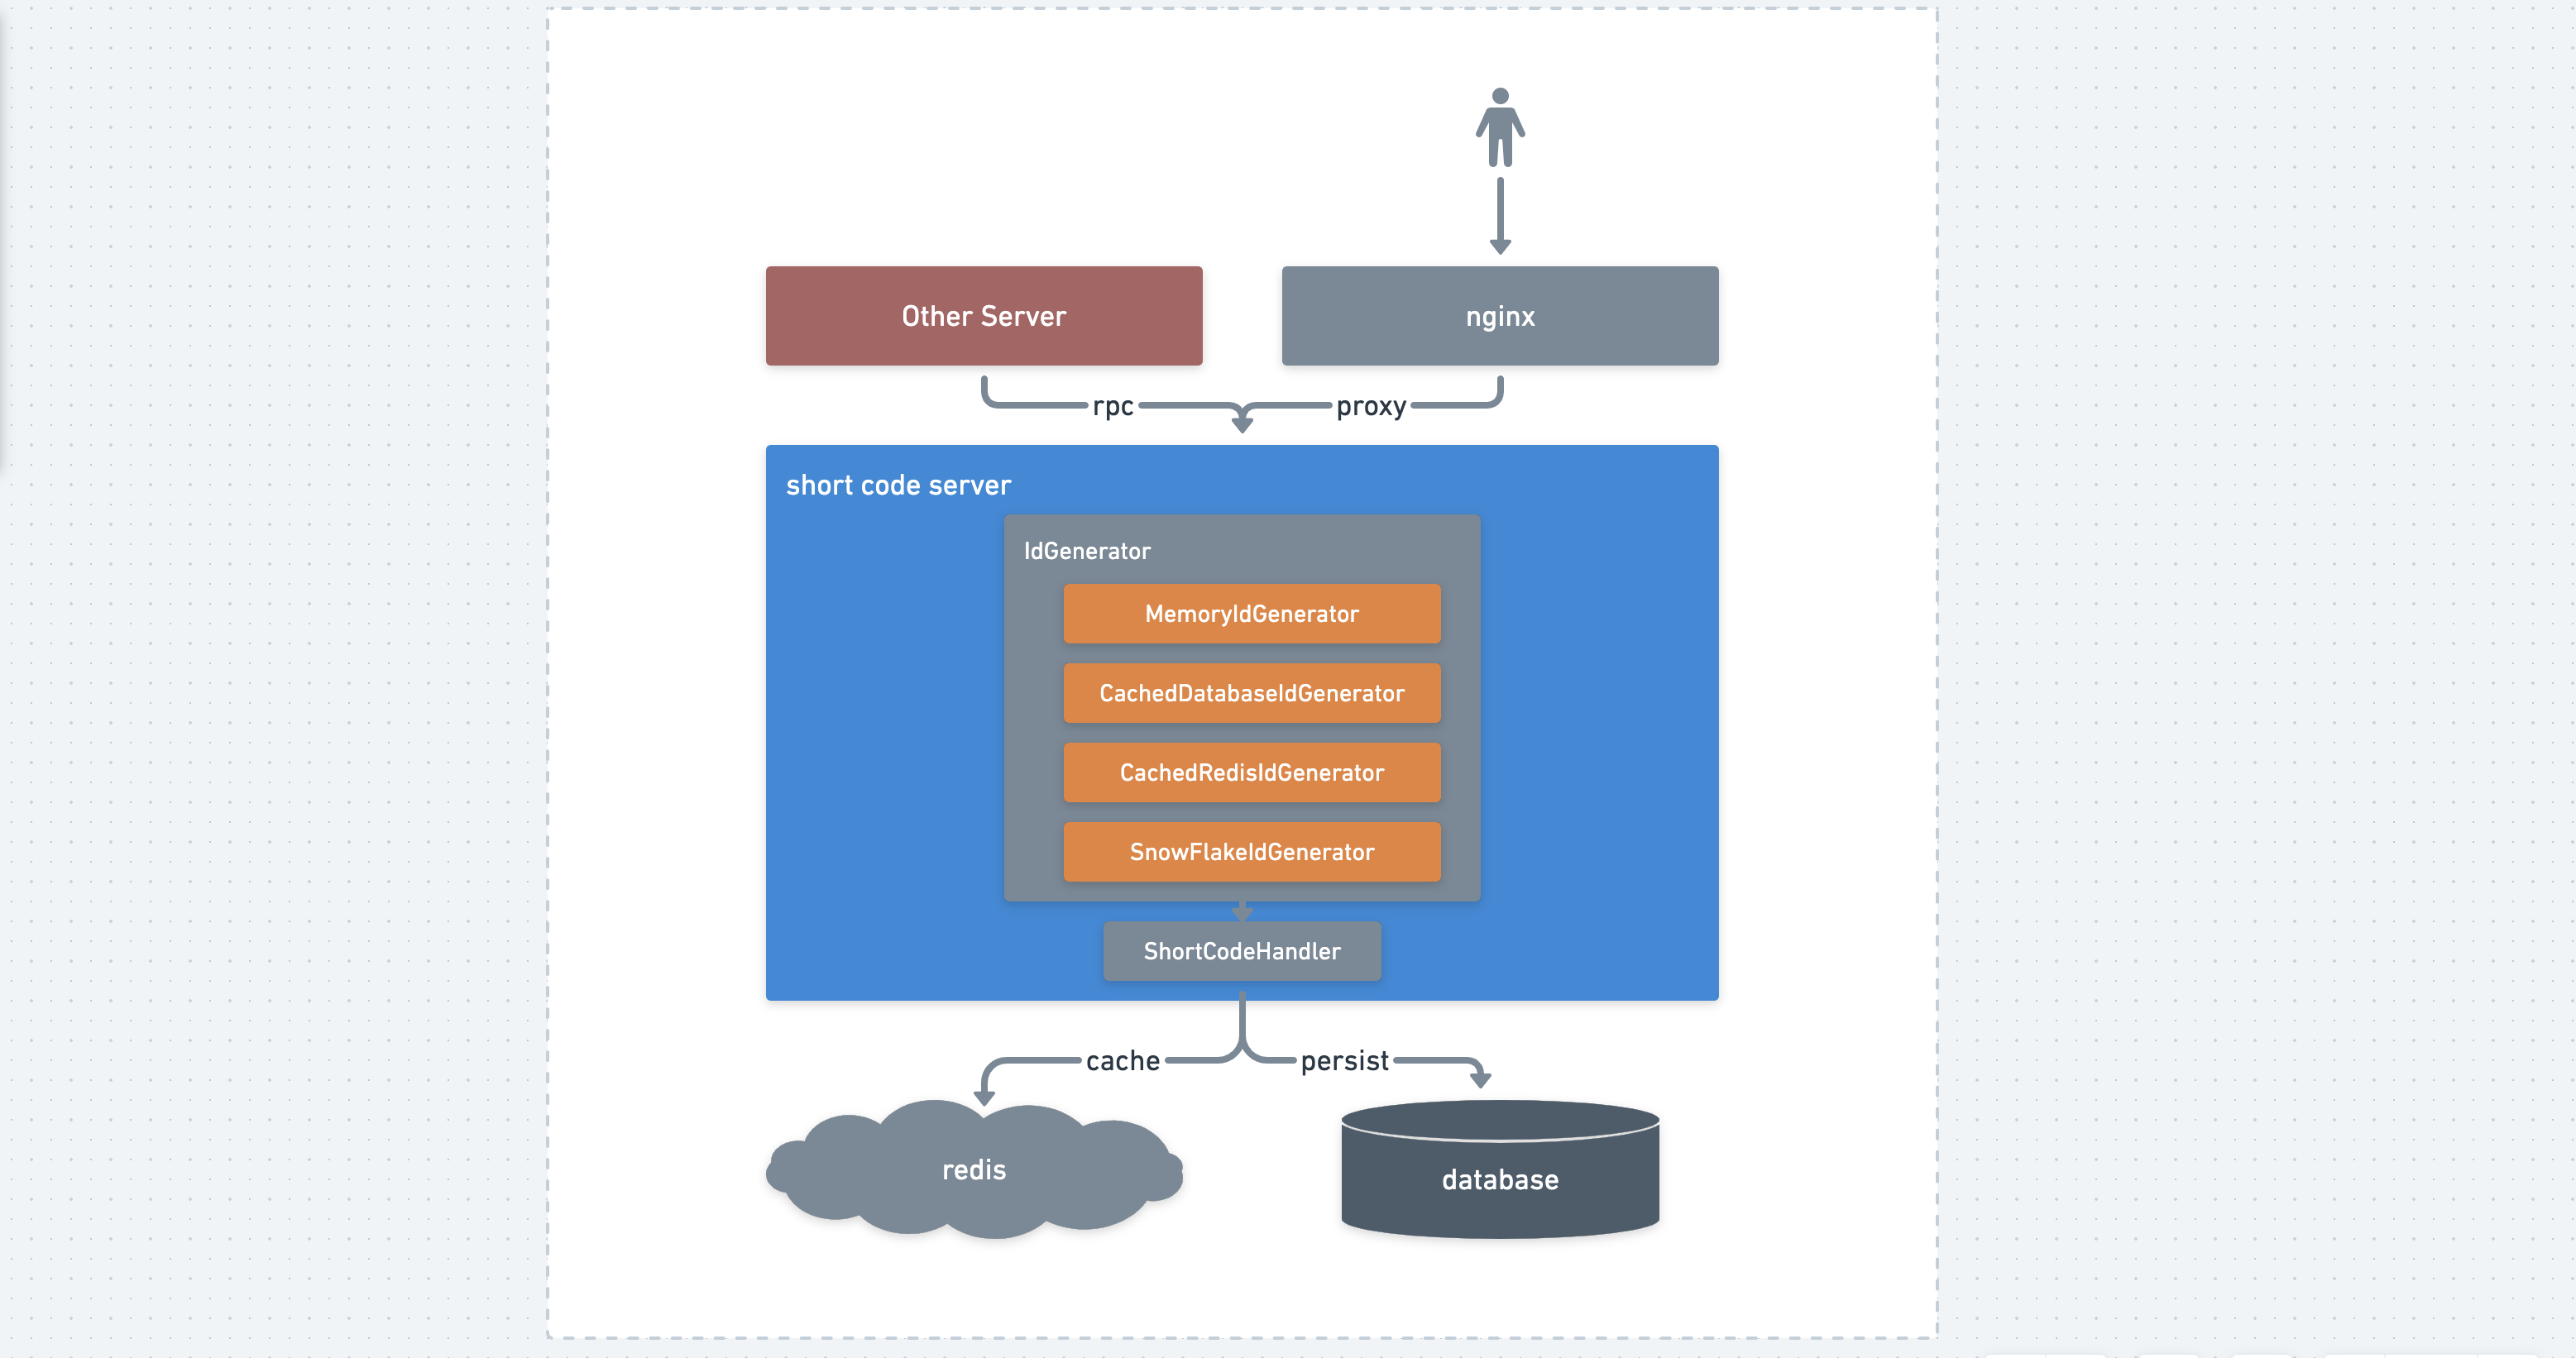 Other Server
nginx
rpc
proxy
short code server
IdGenerator
MemoryIdGenerator
CachedDatabaseIdGenerator
CachedRedisIdGenerator
SnowFlakeIdGenerator
ShortCodeHandler
cache
persist
redis
database